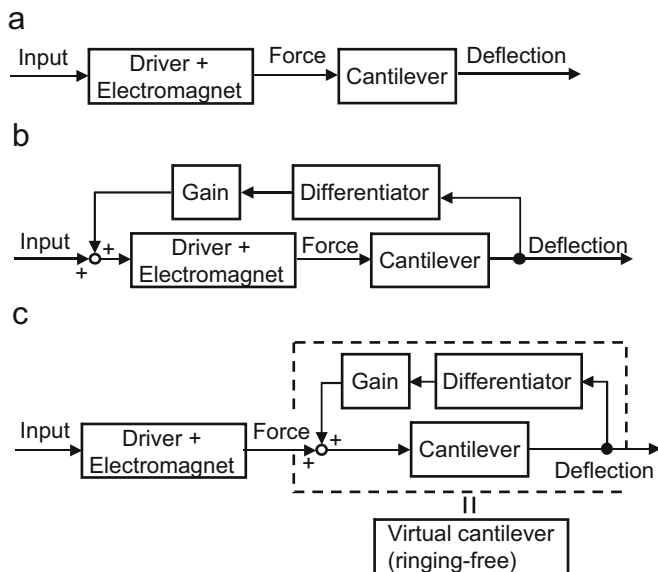 a
Input
Driver +
Electromagnet
Force
Cantilever
Deflection
b
Gain
Differentiator
Input
+
+
Driver +
Electromagnet
Force
Cantilever
Deflection
c
Gain
Differentiator
Input
Driver +
Electromagnet
Force
+
+
Cantilever
Deflection
Virtual cantilever
(ringing-free)